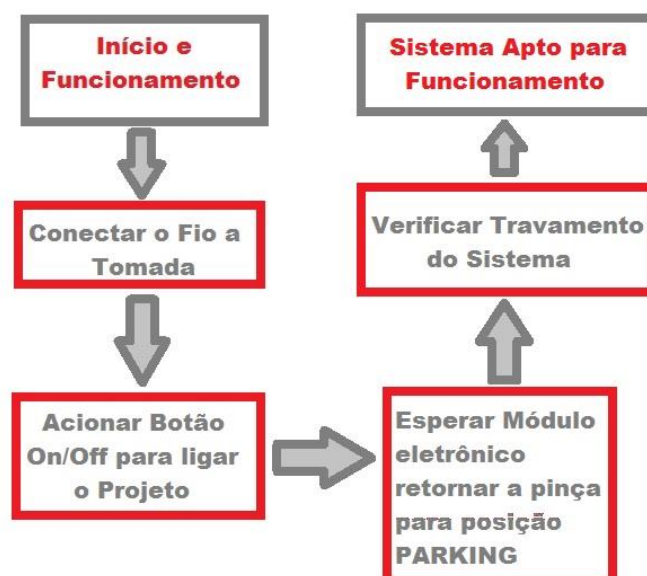 Início e
Funcionamento
Conectar o Fio a
Tomada
Acionar Botão
On/Off para ligar
o Projeto
Esperar Módulo
eletrônico
retornar a pinça
para posição
PARKING
Verificar Travamento
do Sistema
Sistema Apto para
Funcionamento